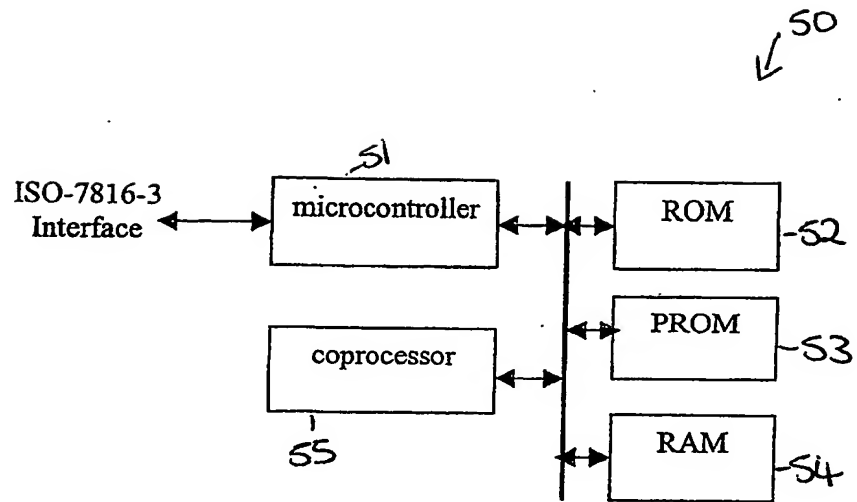 50
51
ISO-7816-3
Interface
microcontroller
ROM
52
PROM
53
coprocessor
55
RAM
54